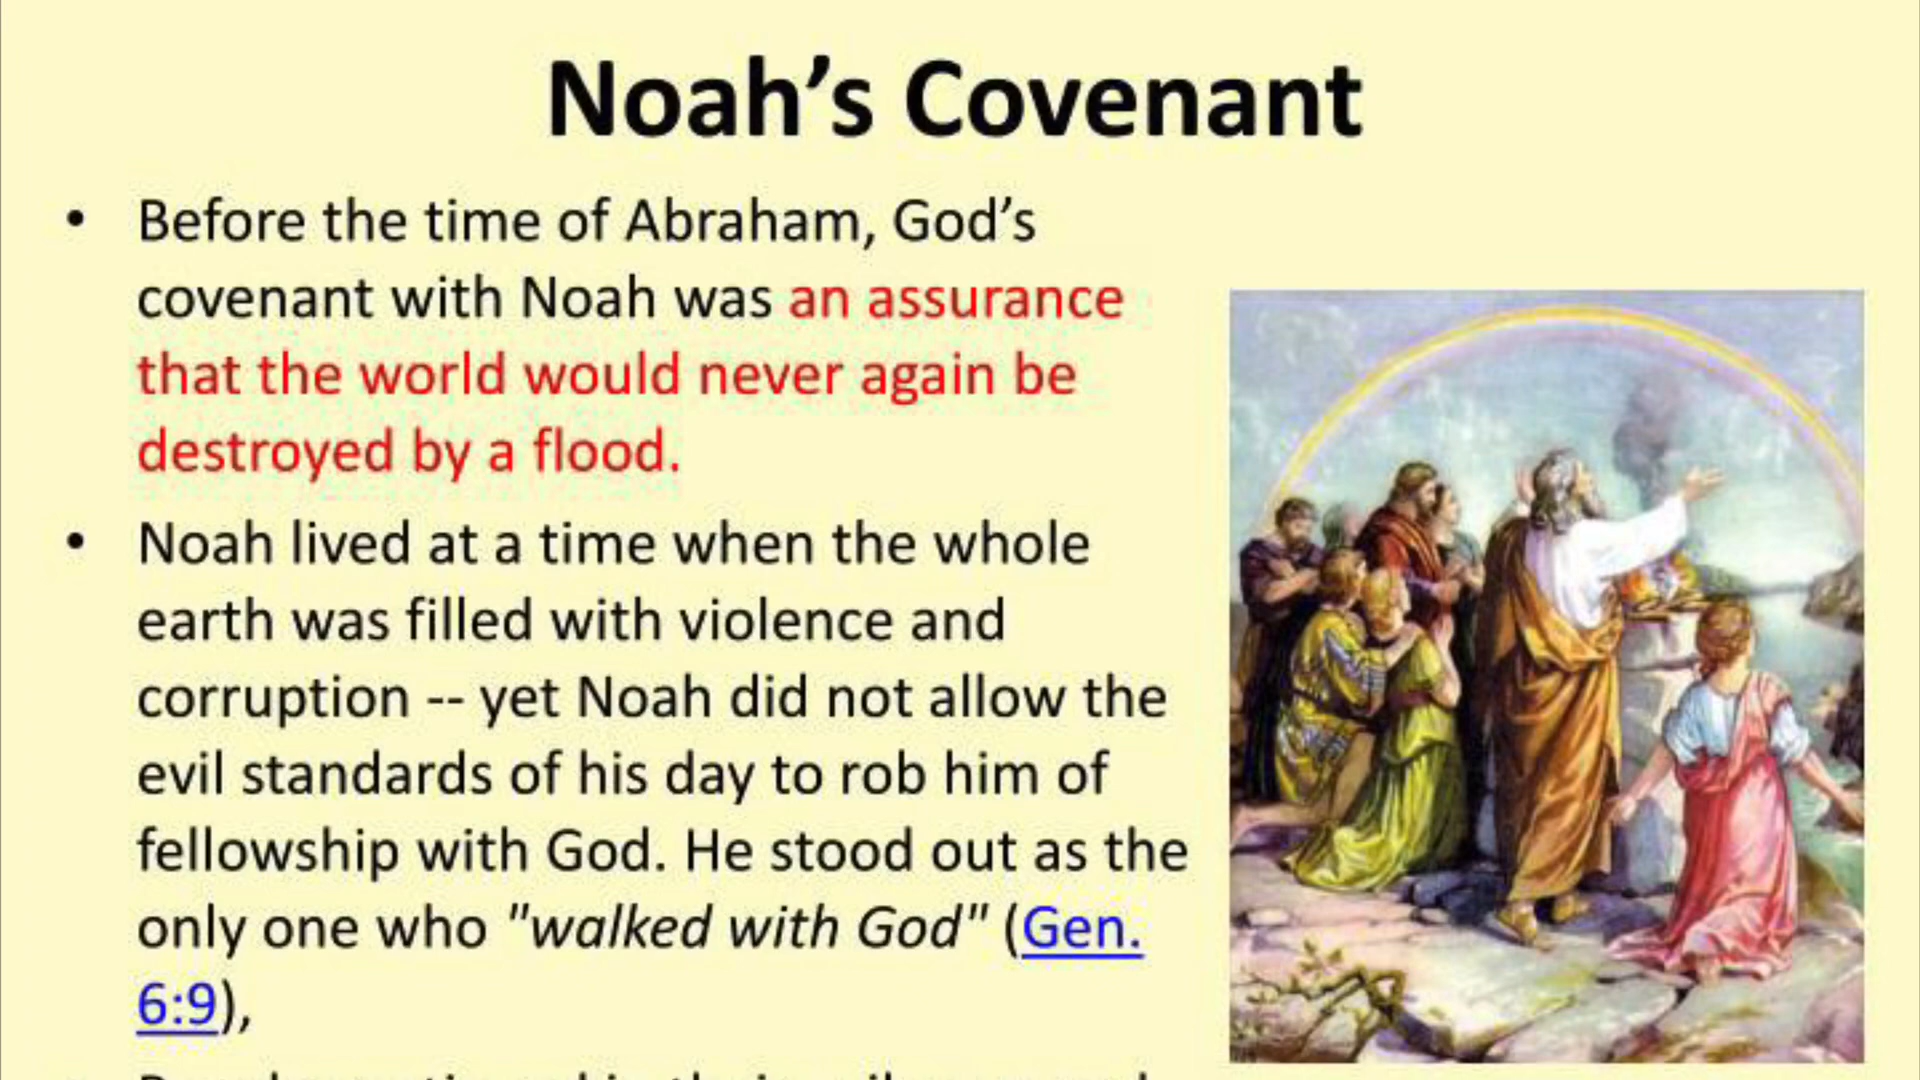 Noah’s Covenant
• Before the time of Abraham, God’s
covenant with Noah was an assurance
that the world would never again be
destroyed by a flood.
• Noah lived at a time when the whole
earth was filled with violence and
corruption -- yet Noah did not allow the
evil standards of his day to rob him of
fellowship with God. He stood out as the
only one who "walked with God" (Gen.
6:9),